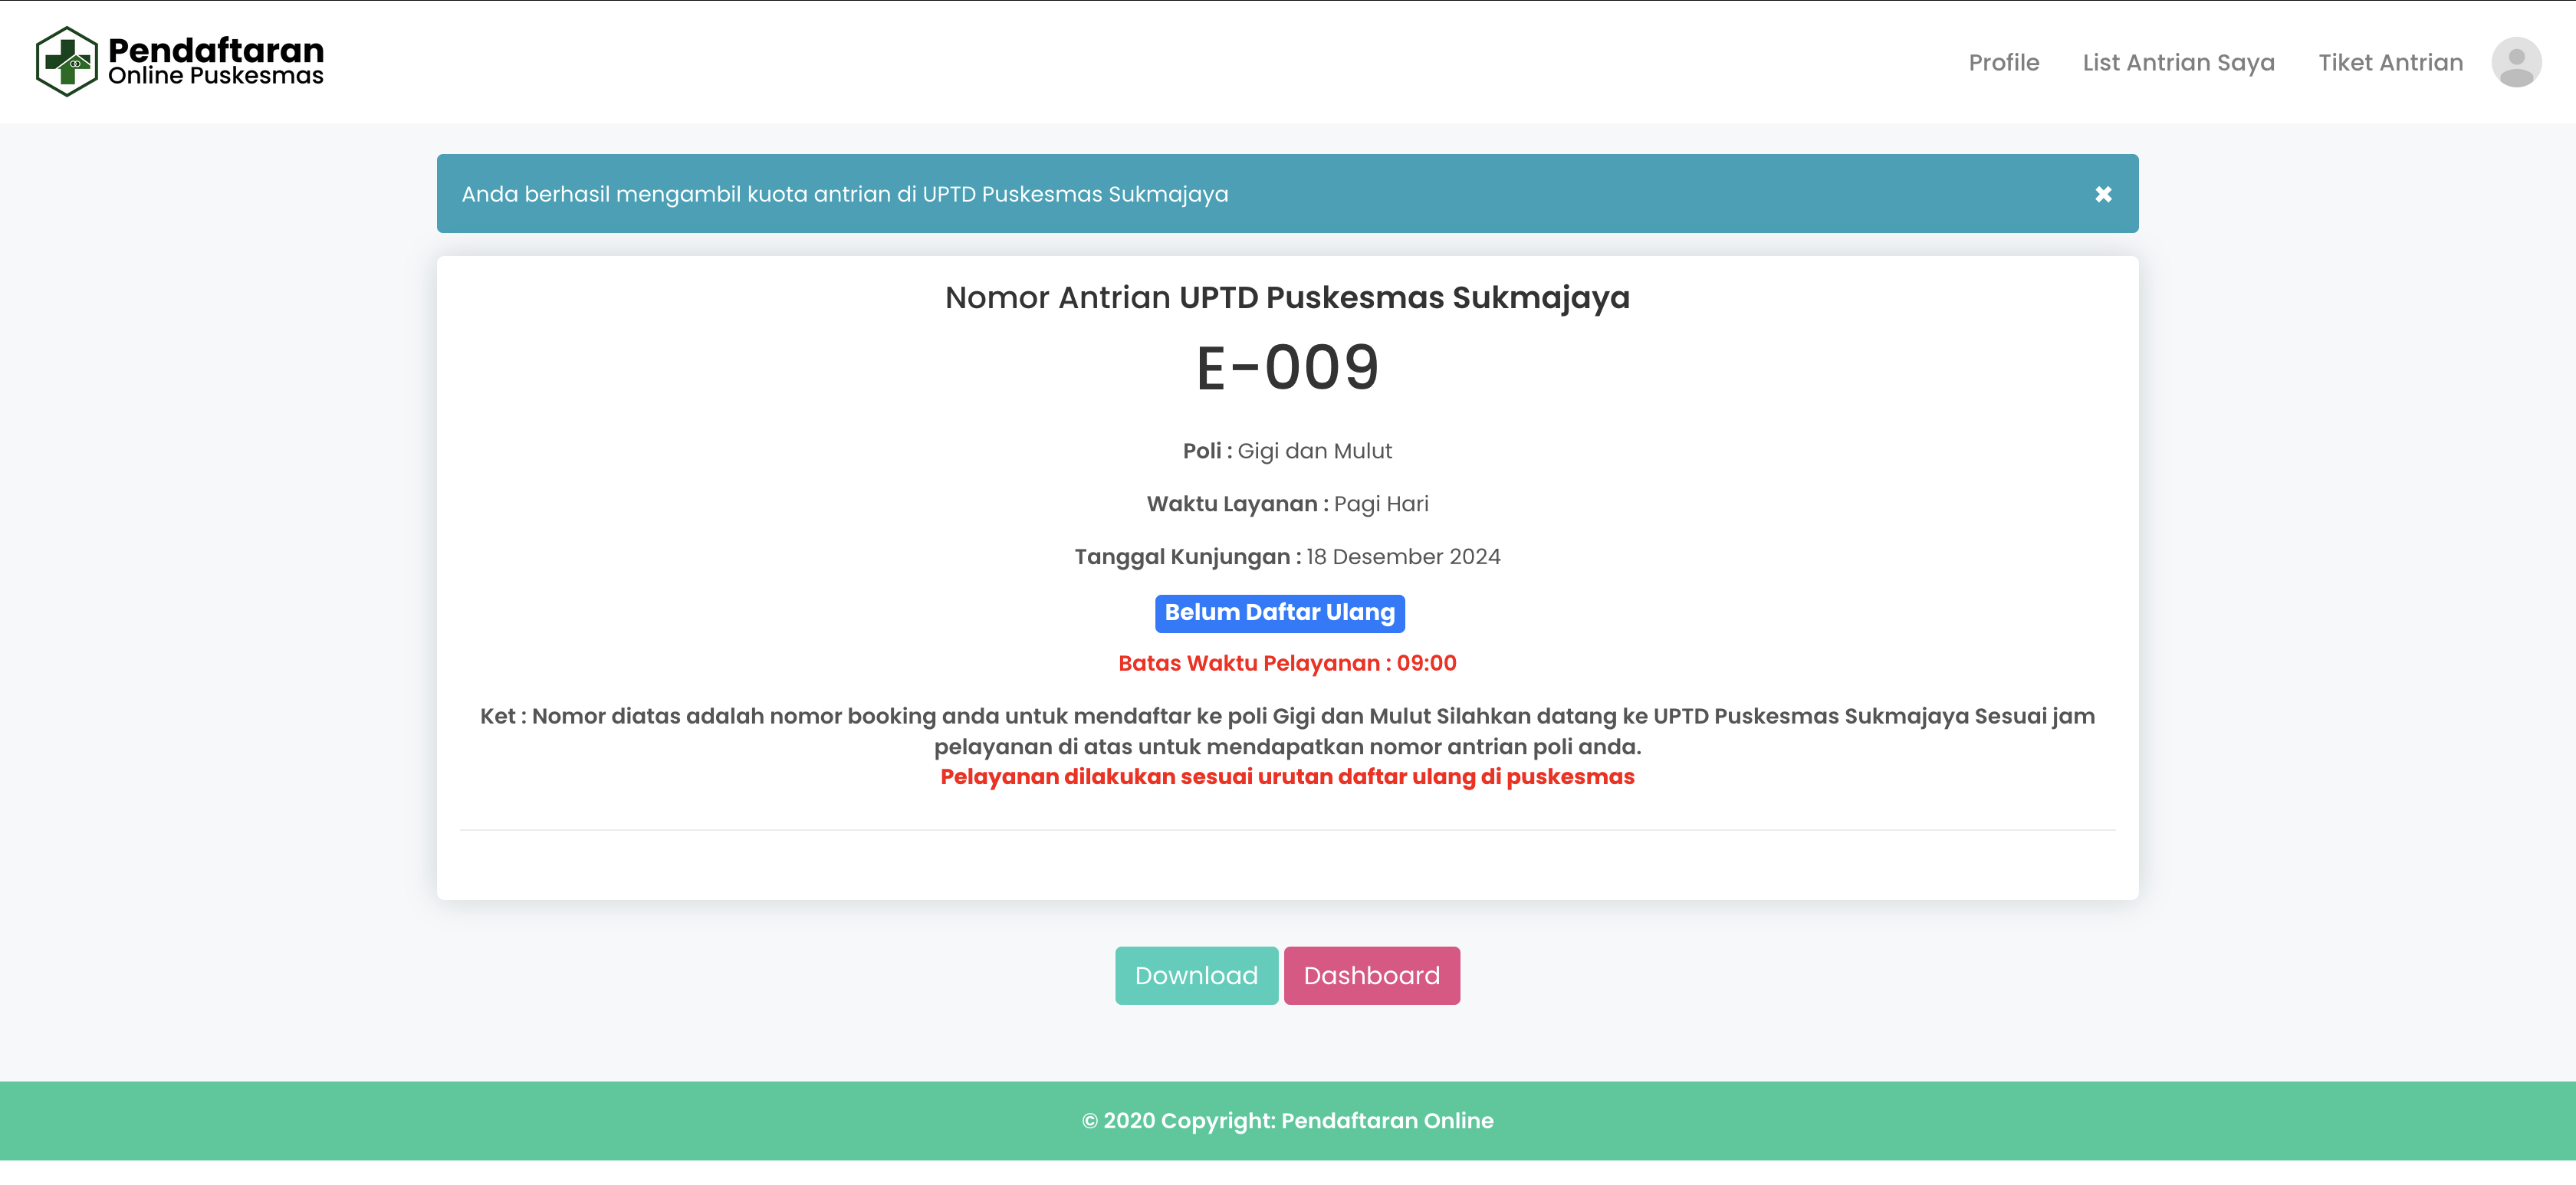 Pendaftaran
Online Puskesmas
Profile
List Antrian Saya
Tiket Antrian
Anda berhasil mengambil kuota antrian di UPTD Puskesmas Sukmajaya
Nomor Antrian UPTD Puskesmas Sukmajaya
E-009
Poli : Gigi dan Mulut
Waktu Layanan : Pagi Hari
Tanggal Kunjungan : 18 Desember 2024
Belum Daftar Ulang
Batas Waktu Pelayanan : 09:00
Ket : Nomor diatas adalah nomor booking anda untuk mendaftar ke poli Gigi dan Mulut Silahkan datang ke UPTD Puskesmas Sukmajaya Sesuai jam
pelayanan di atas untuk mendapatkan nomor antrian poli anda.
Pelayanan dilakukan sesuai urutan daftar ulang di puskesmas
Download
Dashboard
© 2020 Copyright: Pendaftaran Online